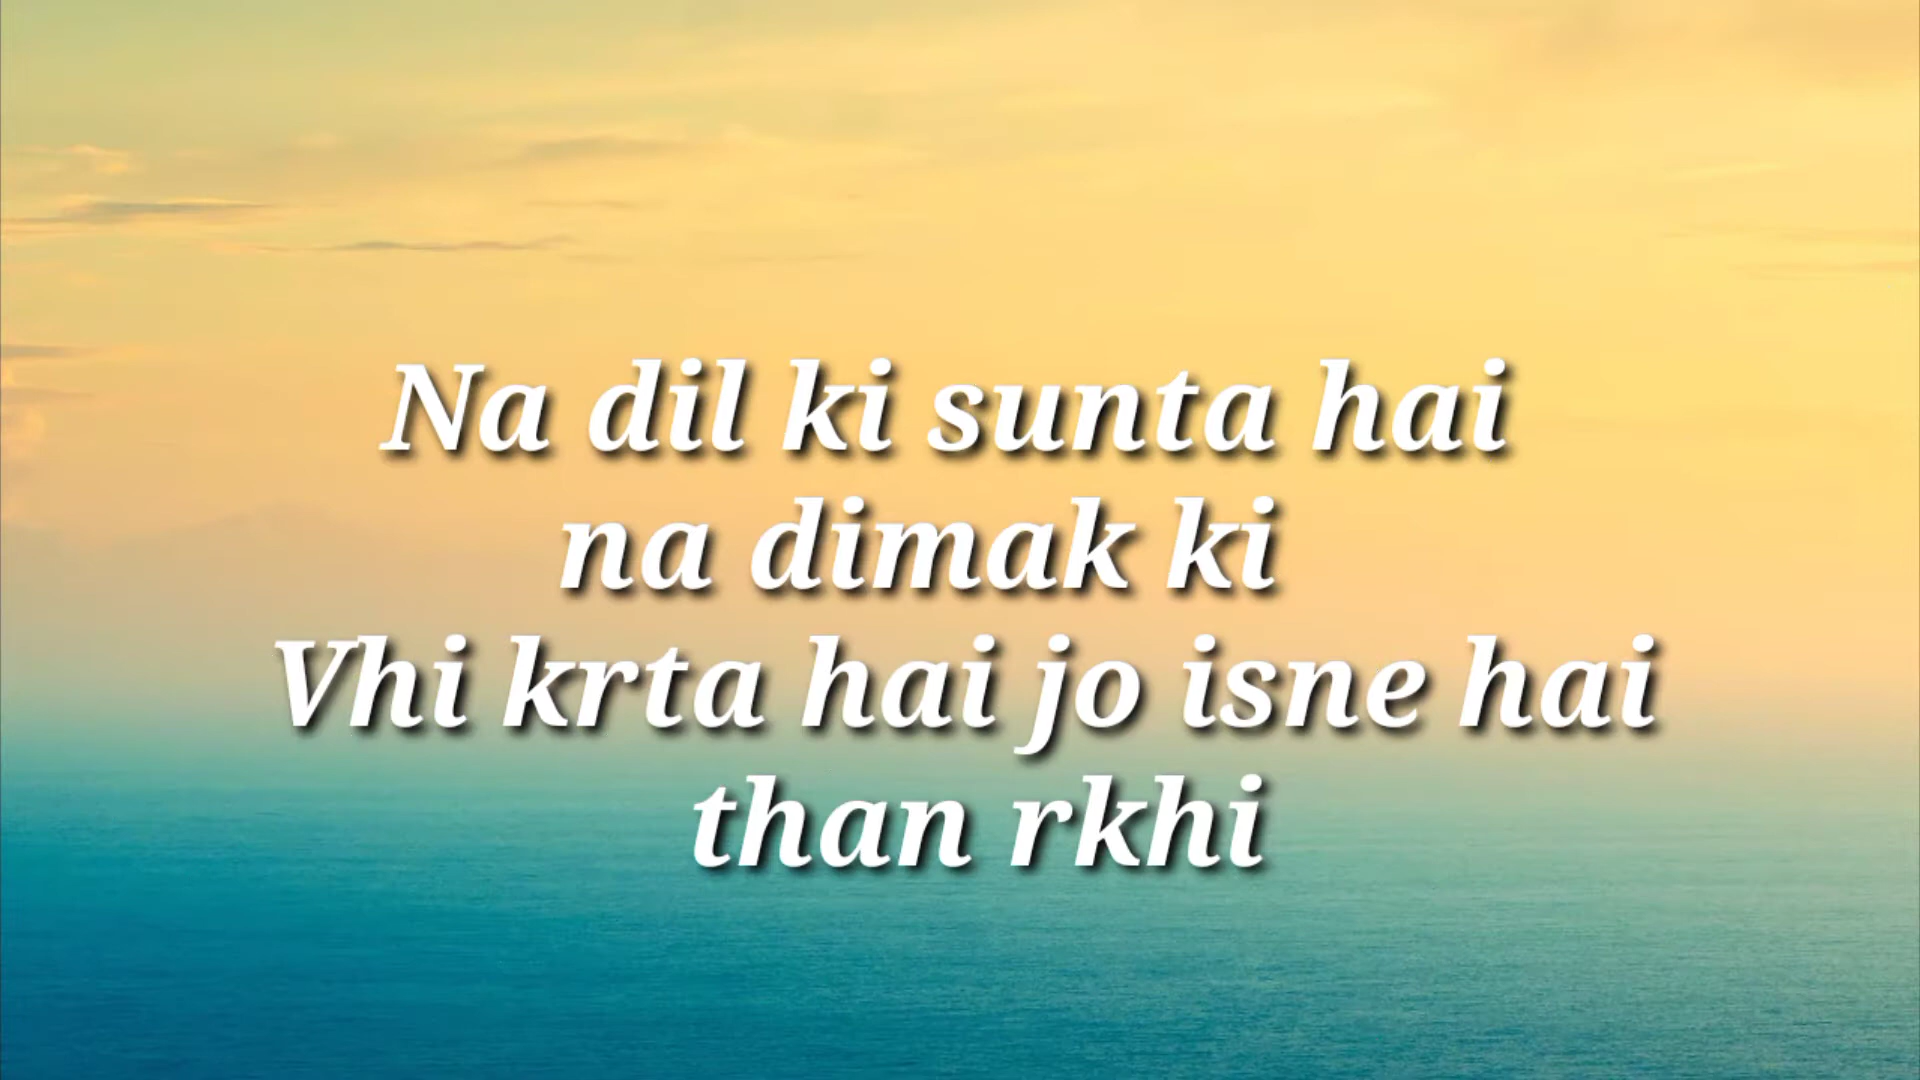 Na dil ki sunta hai
na dimak ki
Vhi krta hai jo isne hai
than rkhi